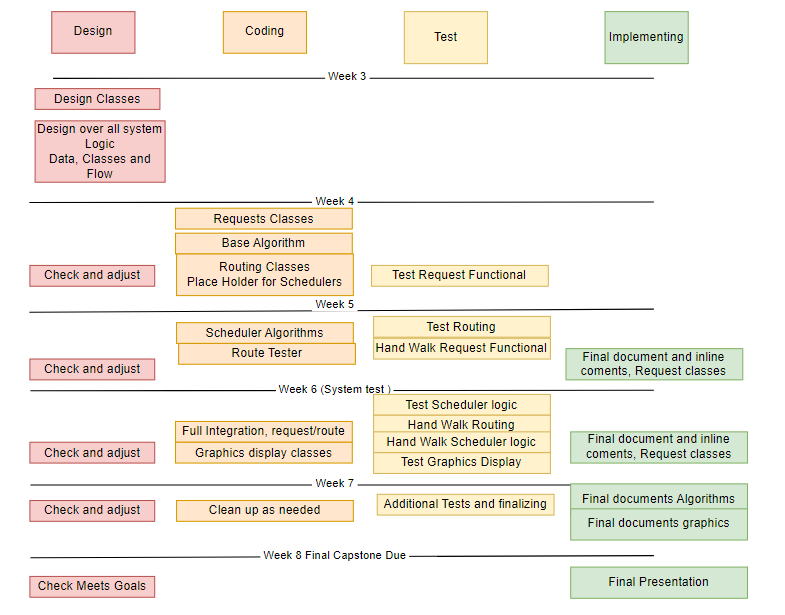 Design
Coding
Test
Implementing
Week 3
Design Classes
Design over all system
Logic
Data, Classes and
Flow
Week 4
Requests Classes
Base Algorithm
Routing Classes
Place Holder for Schedulers
Check and adjust
Test Request Functional
Week 5
Scheduler Algorithms
Route Tester
Test Routing
Hand Walk Request Functional
Check and adjust
Final document and inline
coments, Request classes
Week 6 (System test )
Test Scheduler logic
Hand Walk Routing
Hand Walk Scheduler logic
Test Graphics Display
Full Integration, request/route
Graphics display classes
Check and adjust
Final document and inline
coments, Request classes
Week 7
Check and adjust
Clean up as needed
Additional Tests and finalizing
Final documents Algorithms
Final documents graphics
Week 8 Final Capstone Due
Check Meets Goals
Final Presentation